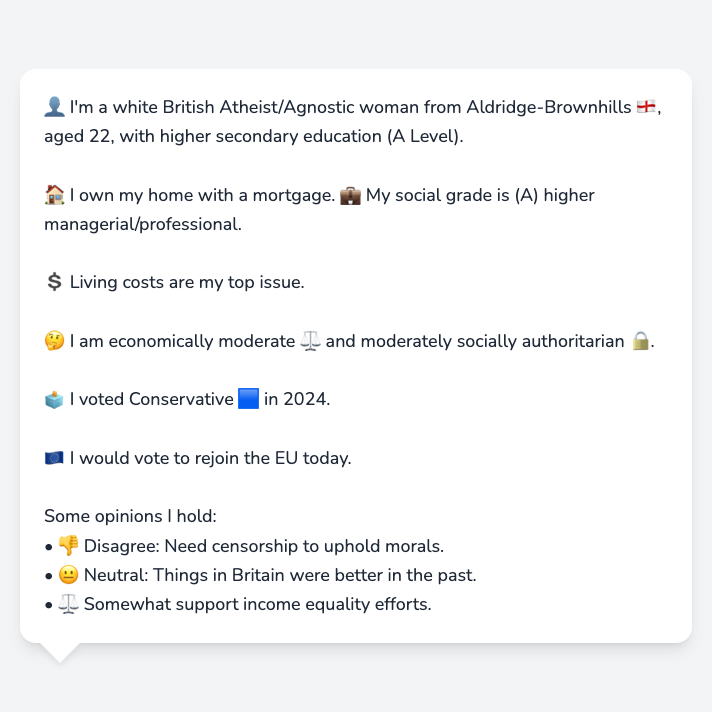 👤 I'm a white British Atheist/Agnostic woman from Aldridge-Brownhills 🏴󠁧󠁢󠁥󠁮󠁧󠁿,
aged 22, with higher secondary education (A Level).
🏠 I own my home with a mortgage. 💼 My social grade is (A) higher
managerial/professional.
💲 Living costs are my top issue.
🤔 I am economically moderate ⚖️ and moderately socially authoritarian 🔒.
🗳️ I voted Conservative 🟦 in 2024.
🇪🇺 I would vote to rejoin the EU today.
Some opinions I hold:
• 👎 Disagree: Need censorship to uphold morals.
• 😐 Neutral: Things in Britain were better in the past.
• ⚖️ Somewhat support income equality efforts.